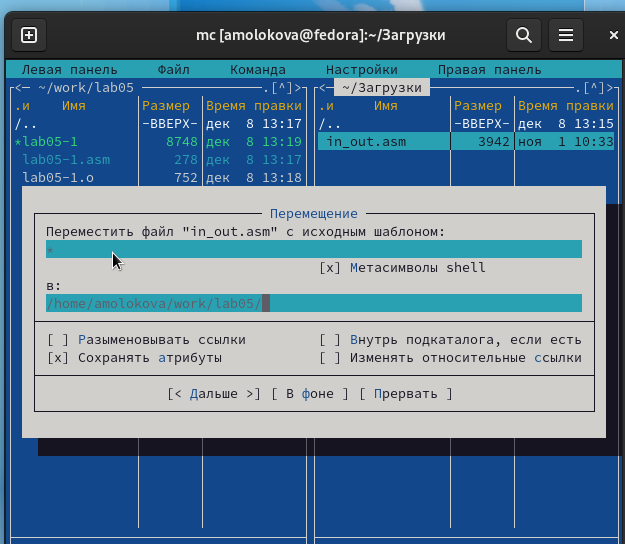 mc [amolokova@fedora]:~/Загрузки
Левая панель Файл Команда Настройки Правая панель
<— ~/work/lab05 .[^]> <— ~/Загрузки .[^]>
.и Имя Размер Время правки .и Имя Размер Время правки
/.. -ВВЕРХ- дек 8 13:17 /.. -ВВЕРХ- дек 8 13:15
*lab05-1 8748 дек 8 13:19 in_out.asm 3942 ноя 1 10:33
lab05-1.asm 278 дек 8 13:17
lab05-1.o 752 дек 8 13:18
Перемещение
Переместить файл "in_out.asm" с исходным шаблоном:
*
[x] Метасимволы shell
в:
/home/amolokova/work/lab05/
[ ] Разыменовывать ссылки [ ] Внутрь подкаталога, если есть
[x] Сохранять атрибуты [ ] Изменять относительные ссылки
[< Дальше >] [ В фоне ] [ Прервать ]